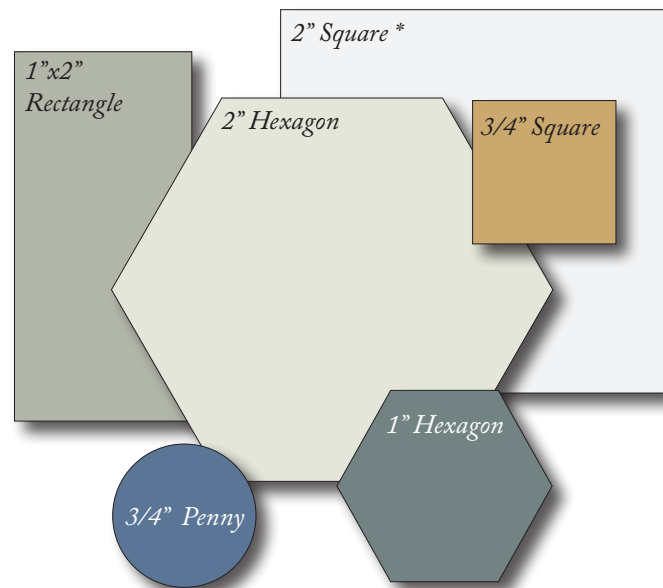 2” Square *
1”x2”
Rectangle
2” Hexagon
3/4” Square
1” Hexagon
3/4” Penny